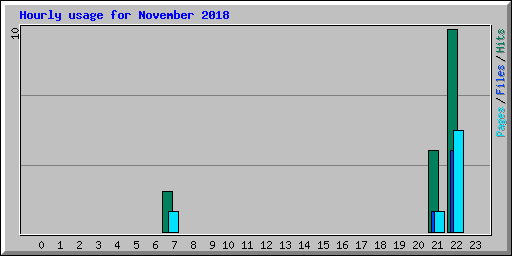 Hourly usage for November 2018
10
Pages/Files/Hits
0 1 2 3 4 5 6 7 8 9 10 11 12 13 14 15 16 17 18 19 20 21 22 23